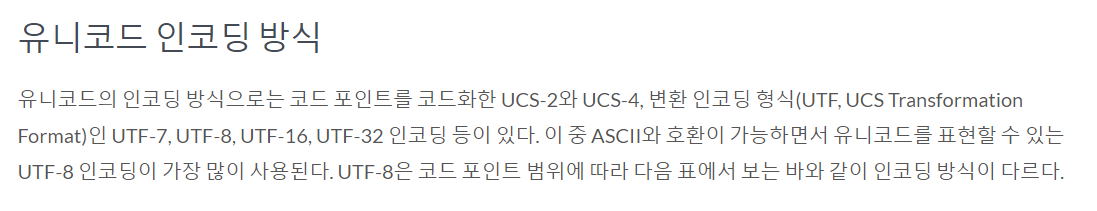 유니코드 인코딩 방식
유니코드의 인코딩 방식으로는 코드 포인트를 코드화한 UCS-2와 UCS-4, 변환 인코딩 형식(UTF, UCS Transformation
Format)인 UTF-7, UTF-8, UTF-16, UTF-32 인코딩 등이 있다. 이 중 ASCII와 호환이 가능하면서 유니코드를 표현할 수 있는
UTF-8 인코딩이 가장 많이 사용된다. UTF-8은 코드 포인트 범위에 따라 다음 표에서 보는 바와 같이 인코딩 방식이 다르다.